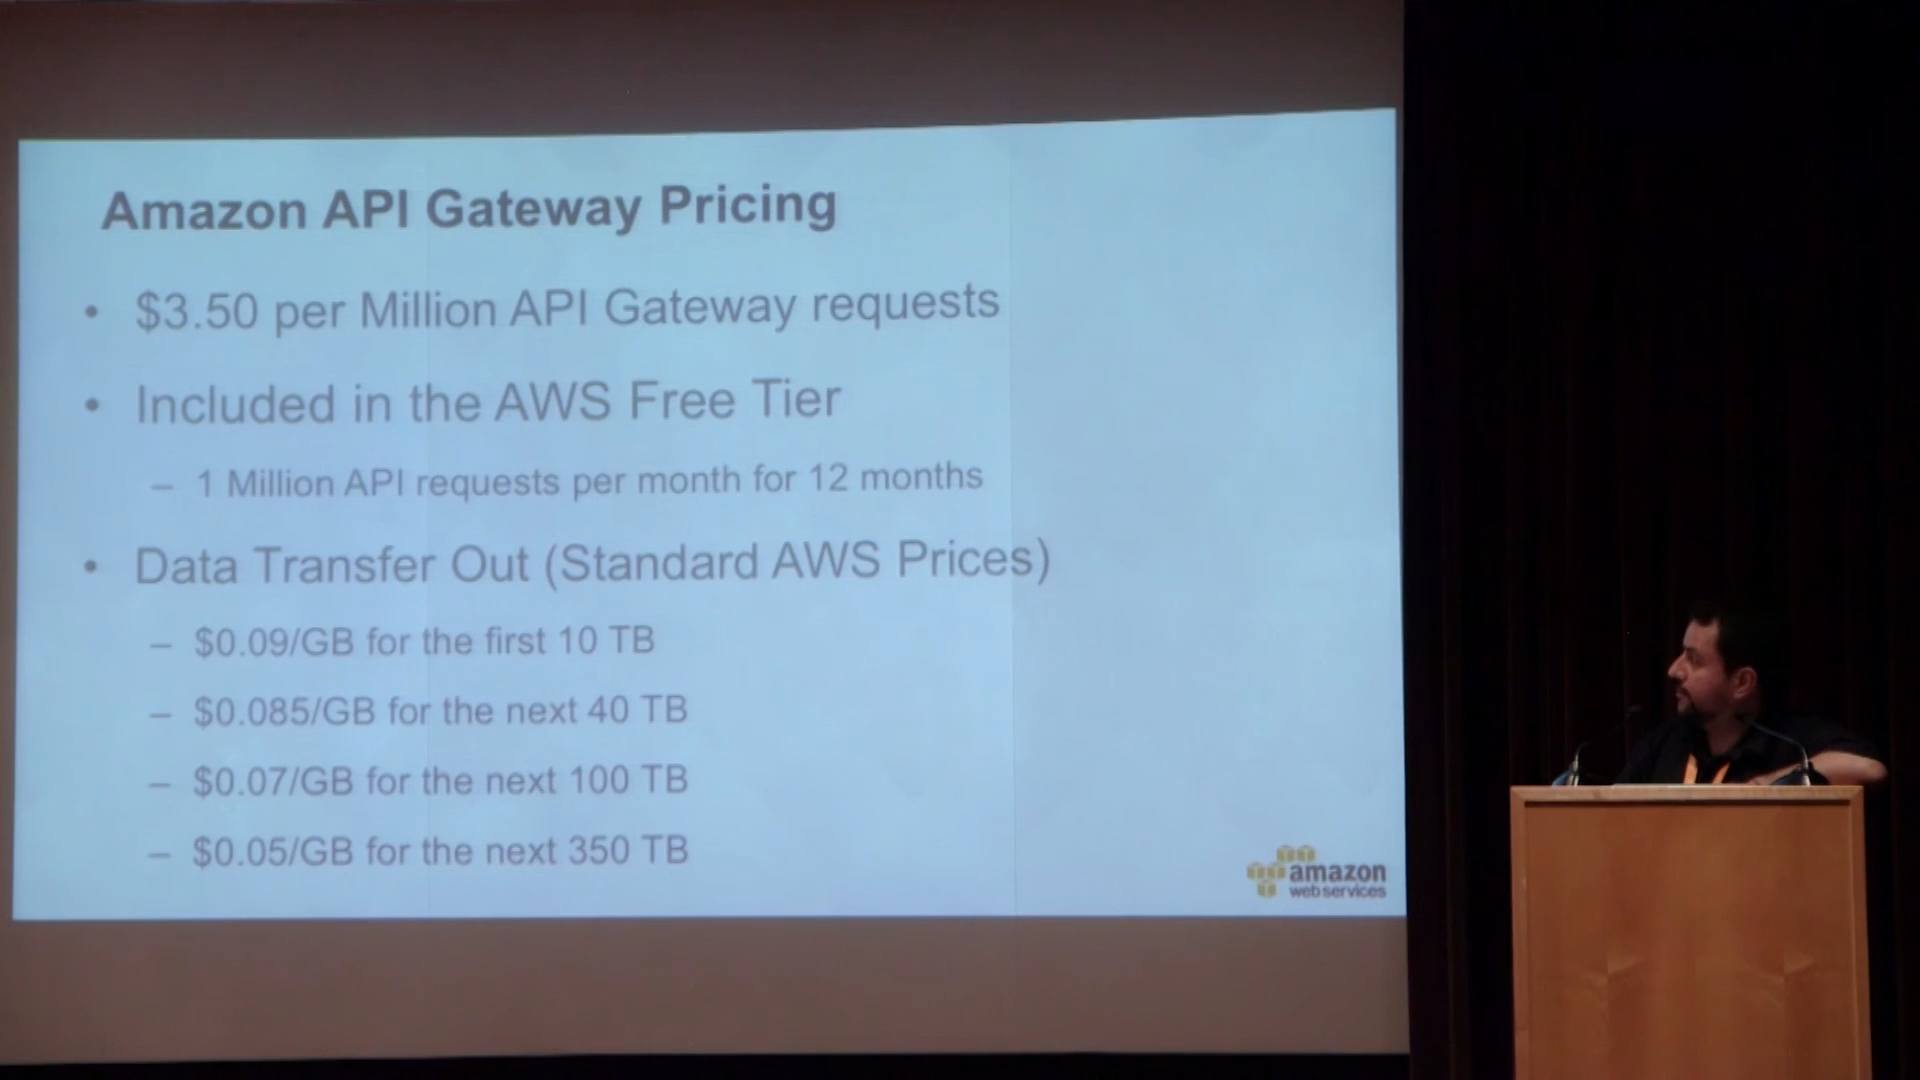 Amazon API Gateway Pricing
• $3.50 per Million API Gateway requests
• Included in the AWS Free Tier
– 1 Million API requests per month for 12 months
• Data Transfer Out (Standard AWS Prices)
– $0.09/GB for the first 10 TB
– $0.085/GB for the next 40 TB
– $0.07/GB for the next 100 TB
– $0.05/GB for the next 350 TB
amazon
web services